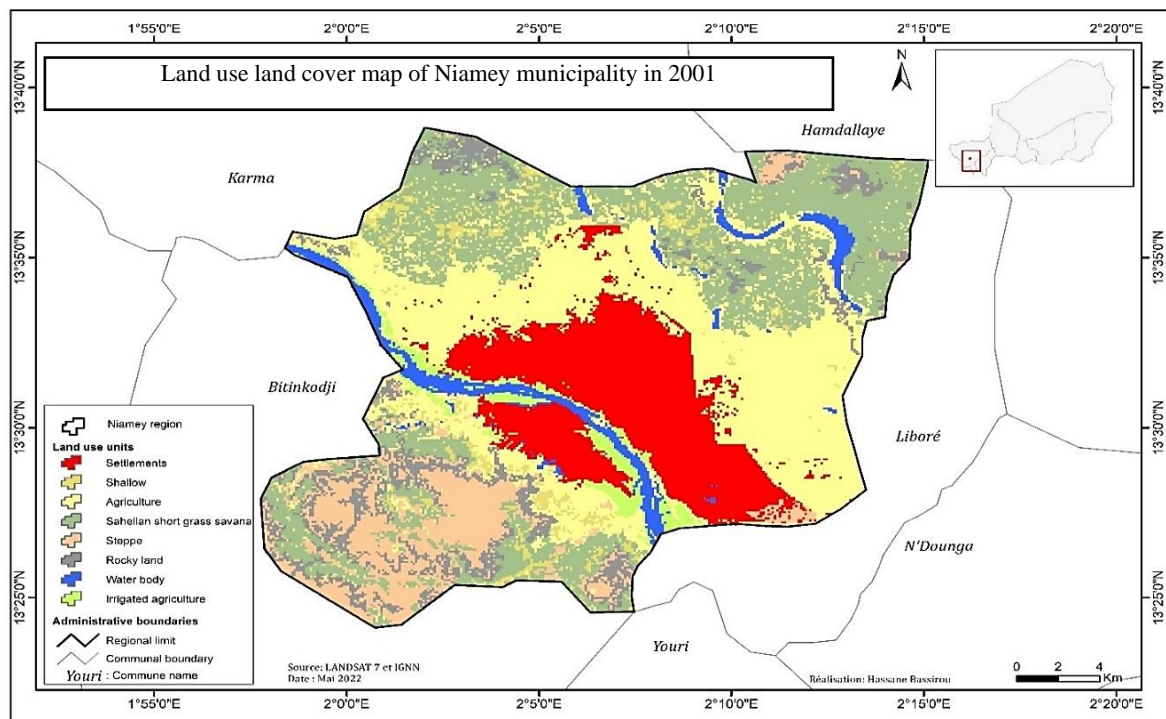 1°55'0"E 2°0'0"E 2°5'0"E 2°10'0"E 2°15'0"E 2°20'0"E
Land use land cover map of Niamey municipality in 2001
N
13°40'0"N
13°40'0"N
Hamdallaye
Karma
13°35'0"N
13°35'0"N
Bitinkodji
13°30'0"N
13°30'0"N
Liboré
N'Dounga
13°25'0"N
13°25'0"N
Youri
Niamey region
Land use units
Settlements
Shallow
Agriculture
Sahelian short grass savana
Steppe
Rocky land
Water body
Irrigated agriculture
Administrative boundaries
Regional limit
Communal boundary
Youri : Commune name
Source: LANDSAT 7 et IGNN
Date : Mai 2022
Réalisation: Hassane Bassirou
0 2 4
Km
1°55'0"E 2°0'0"E 2°5'0"E 2°10'0"E 2°15'0"E 2°20'0"E